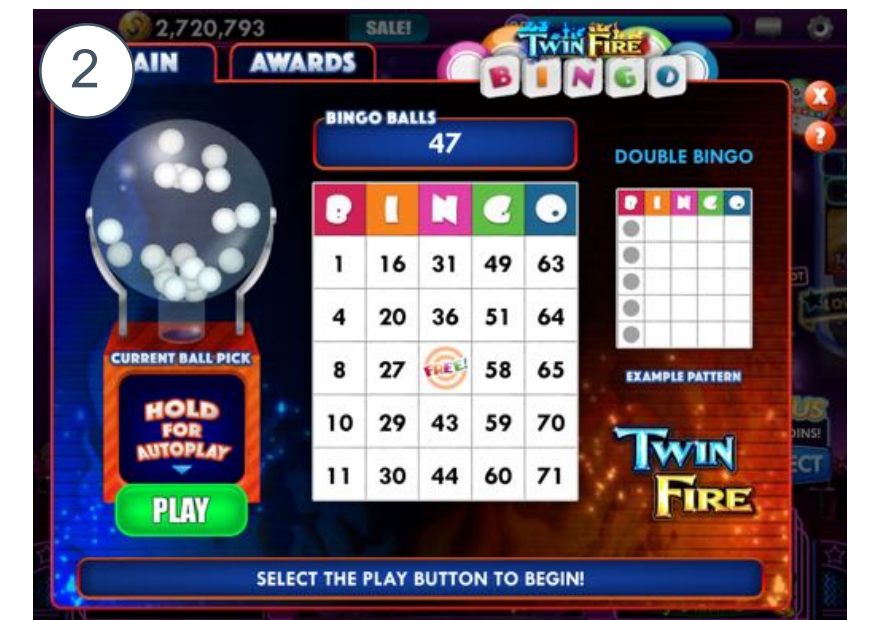 2
2,720,793
SALE!
AIN
AWARDS
TWIN FIRE
BINGO
X
?
BINGO BALLS
47
DOUBLE BINGO
B I N G O
B I N G O
1 16 31 49 63
4 20 36 51 64
8 27 FREE! 58 65
10 29 43 59 70
11 30 44 60 71
CURRENT BALL PICK
HOLD
FOR
AUTOPLAY
PLAY
EXAMPLE PATTERN
TWIN
FIRE
US
OINS!
ECT
SELECT THE PLAY BUTTON TO BEGIN!